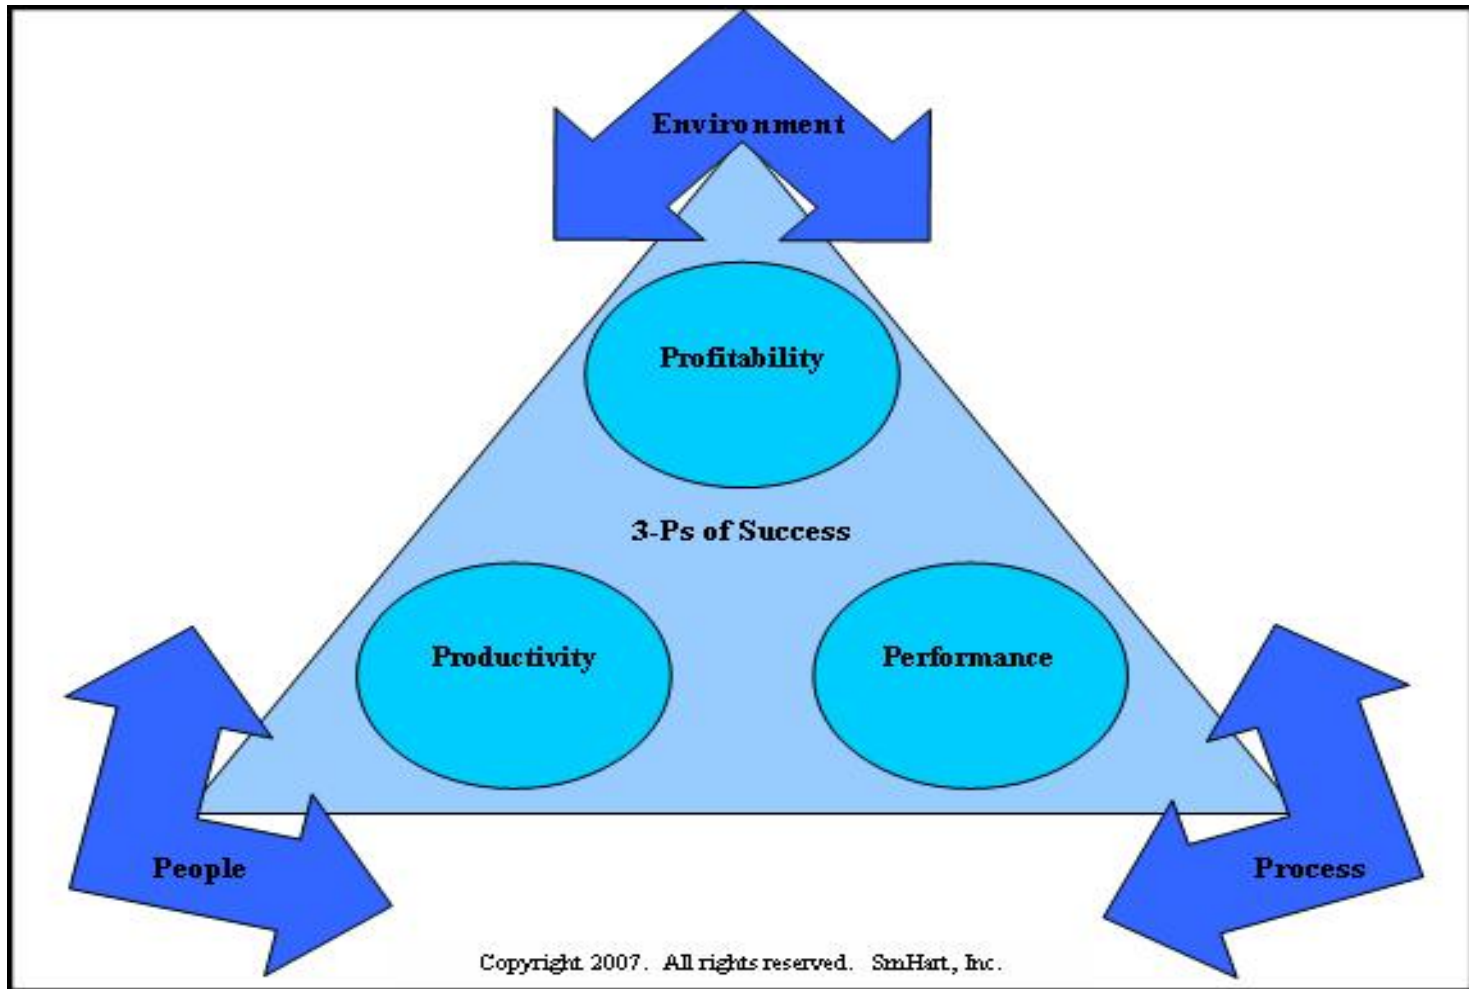 Environment
Profitability
3-Ps of Success
Productivity
Performance
People
Process
Copyright 2007. All rights reserved. SmHart, Inc.